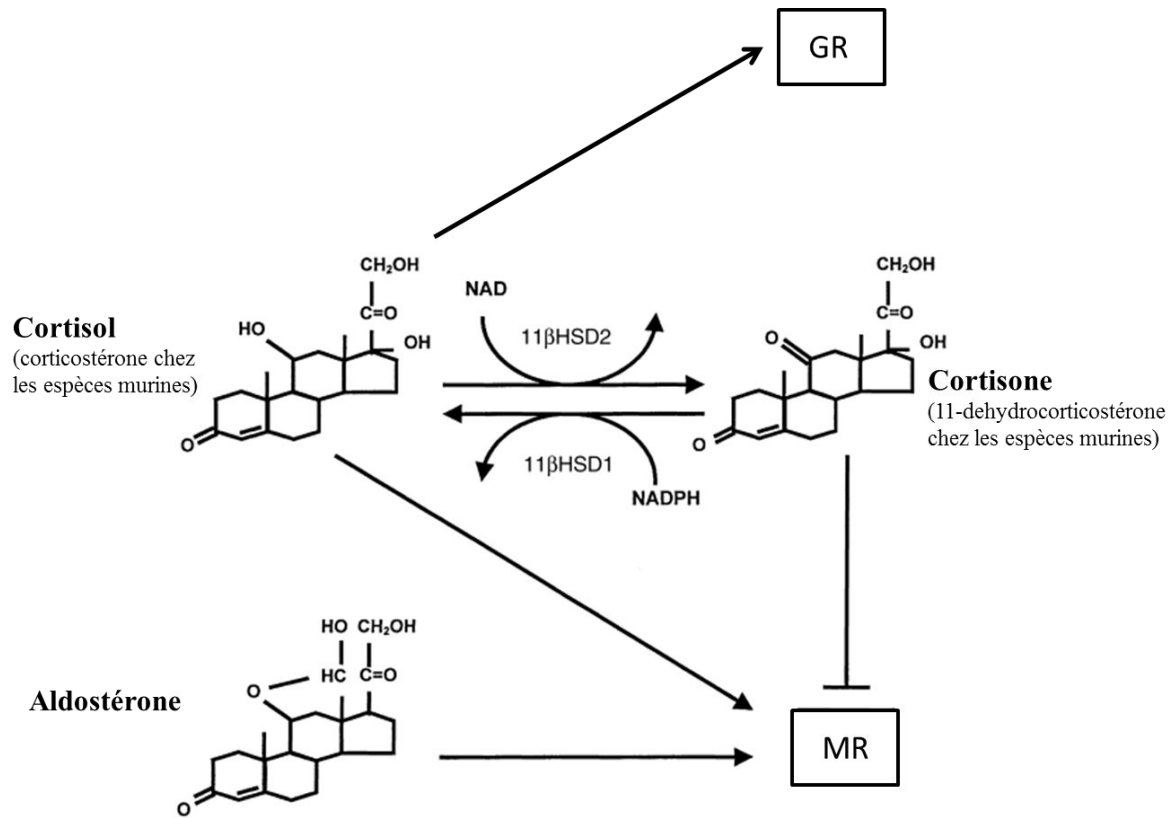 GR
CH₂OH
C=O
HO
OH
O
Cortisol
(corticostérone chez
les espèces murines)
NAD
11βHSD2
11βHSD1
NADPH
CH₂OH
C=O
O
OH
O
Cortisone
(11-dehydrocorticostérone
chez les espèces murines)
HO CH₂OH
HC C=O
O
O
Aldostérone
MR